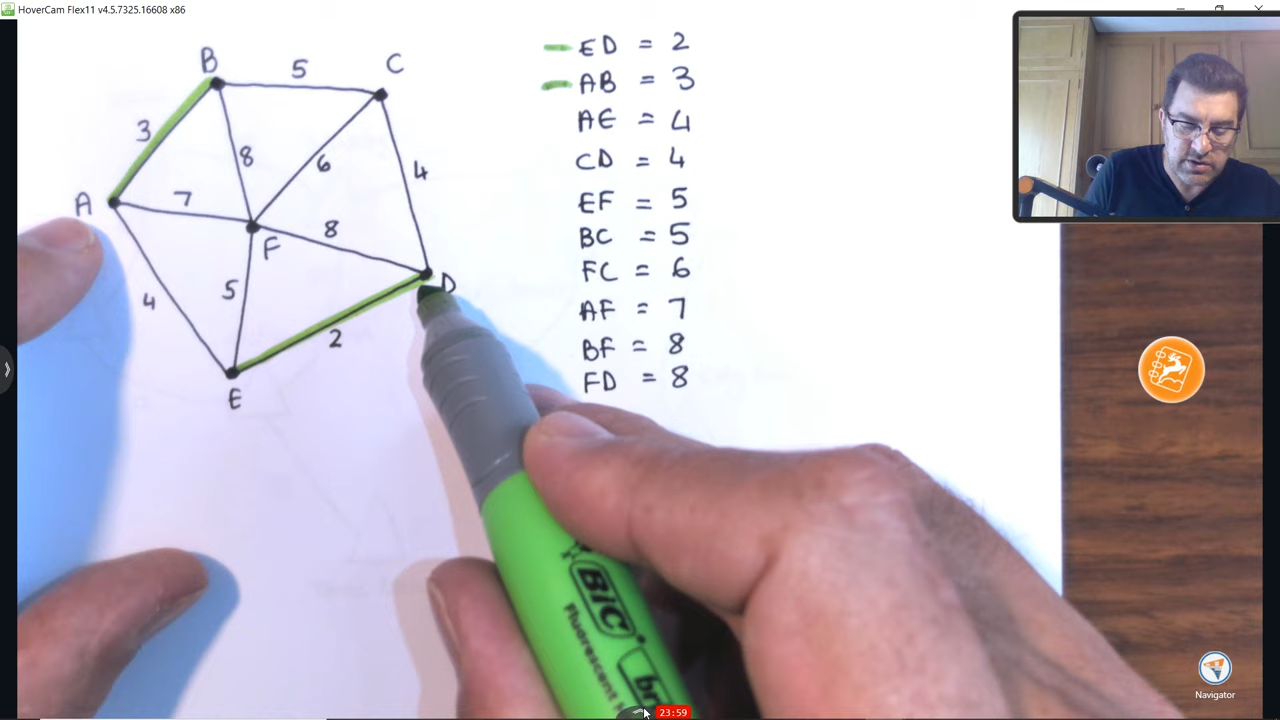 HoverCam Flex11 v4.5.7325.16608 x86
B
5
C
3
8
6
4
A
7
F
8
D
4
5
2
E
ED = 2
AB = 3
AE = 4
CD = 4
EF = 5
BC = 5
FC = 6
AF = 7
BF = 8
FD = 8
BIC
Fluorescent
br
23:59
Navigator